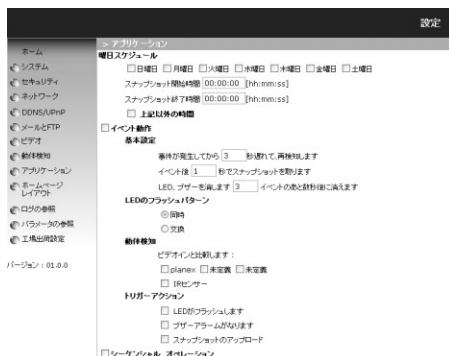 設定
ホーム
システム
セキュリティ
ネットワーク
DDNS/UPnP
メールとFTP
ビデオ
動体検知
アプリケーション
ホームページ
レイアウト
ログの参照
パラメータの参照
工場出荷設定
バージョン : 01.0.0
> アプリケーション
曜日スケジュール
日曜日 月曜日 火曜日 水曜日 木曜日 金曜日 土曜日
スナップショット開始時間 00:00:00 [hh:mm:ss]
スナップショット終了時間 00:00:00 [hh:mm:ss]
上記以外の時間
イベント動作
基本設定
事件が発生してから 3 秒遅れて、再検知します
イベント後 1 秒でスナップショットを取ります
LED、ブザーを消します 3 イベントのあと数秒後に消えます
LEDのフラッシュパターン
同時
交換
動体検知
ビデオインと比較します :
planex 未定義 未定義
IRセンサー
トリガーアクション
LEDがフラッシュします
ブザーアラームがなります
スナップショットのアップロード
シーケンシャル オペレーション